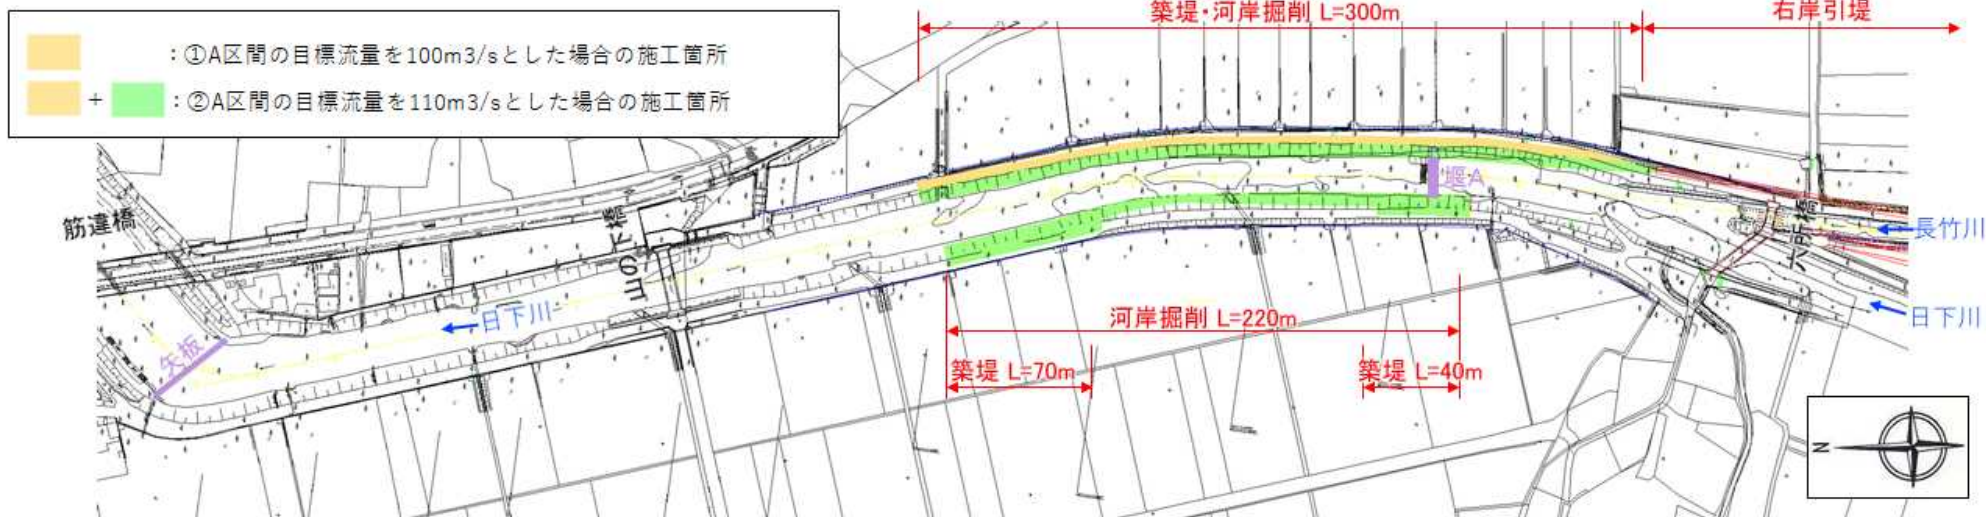 築堤・河岸掘削 L=300m
右岸引堤
：①A区間の目標流量を100m3/sとした場合の施工箇所
+ ：②A区間の目標流量を110m3/sとした場合の施工箇所
堰A
筋違橋
山の下橋
長竹川
日下川
日下川
矢板
河岸掘削 L=220m
築堤 L=70m
築堤 L=40m
N